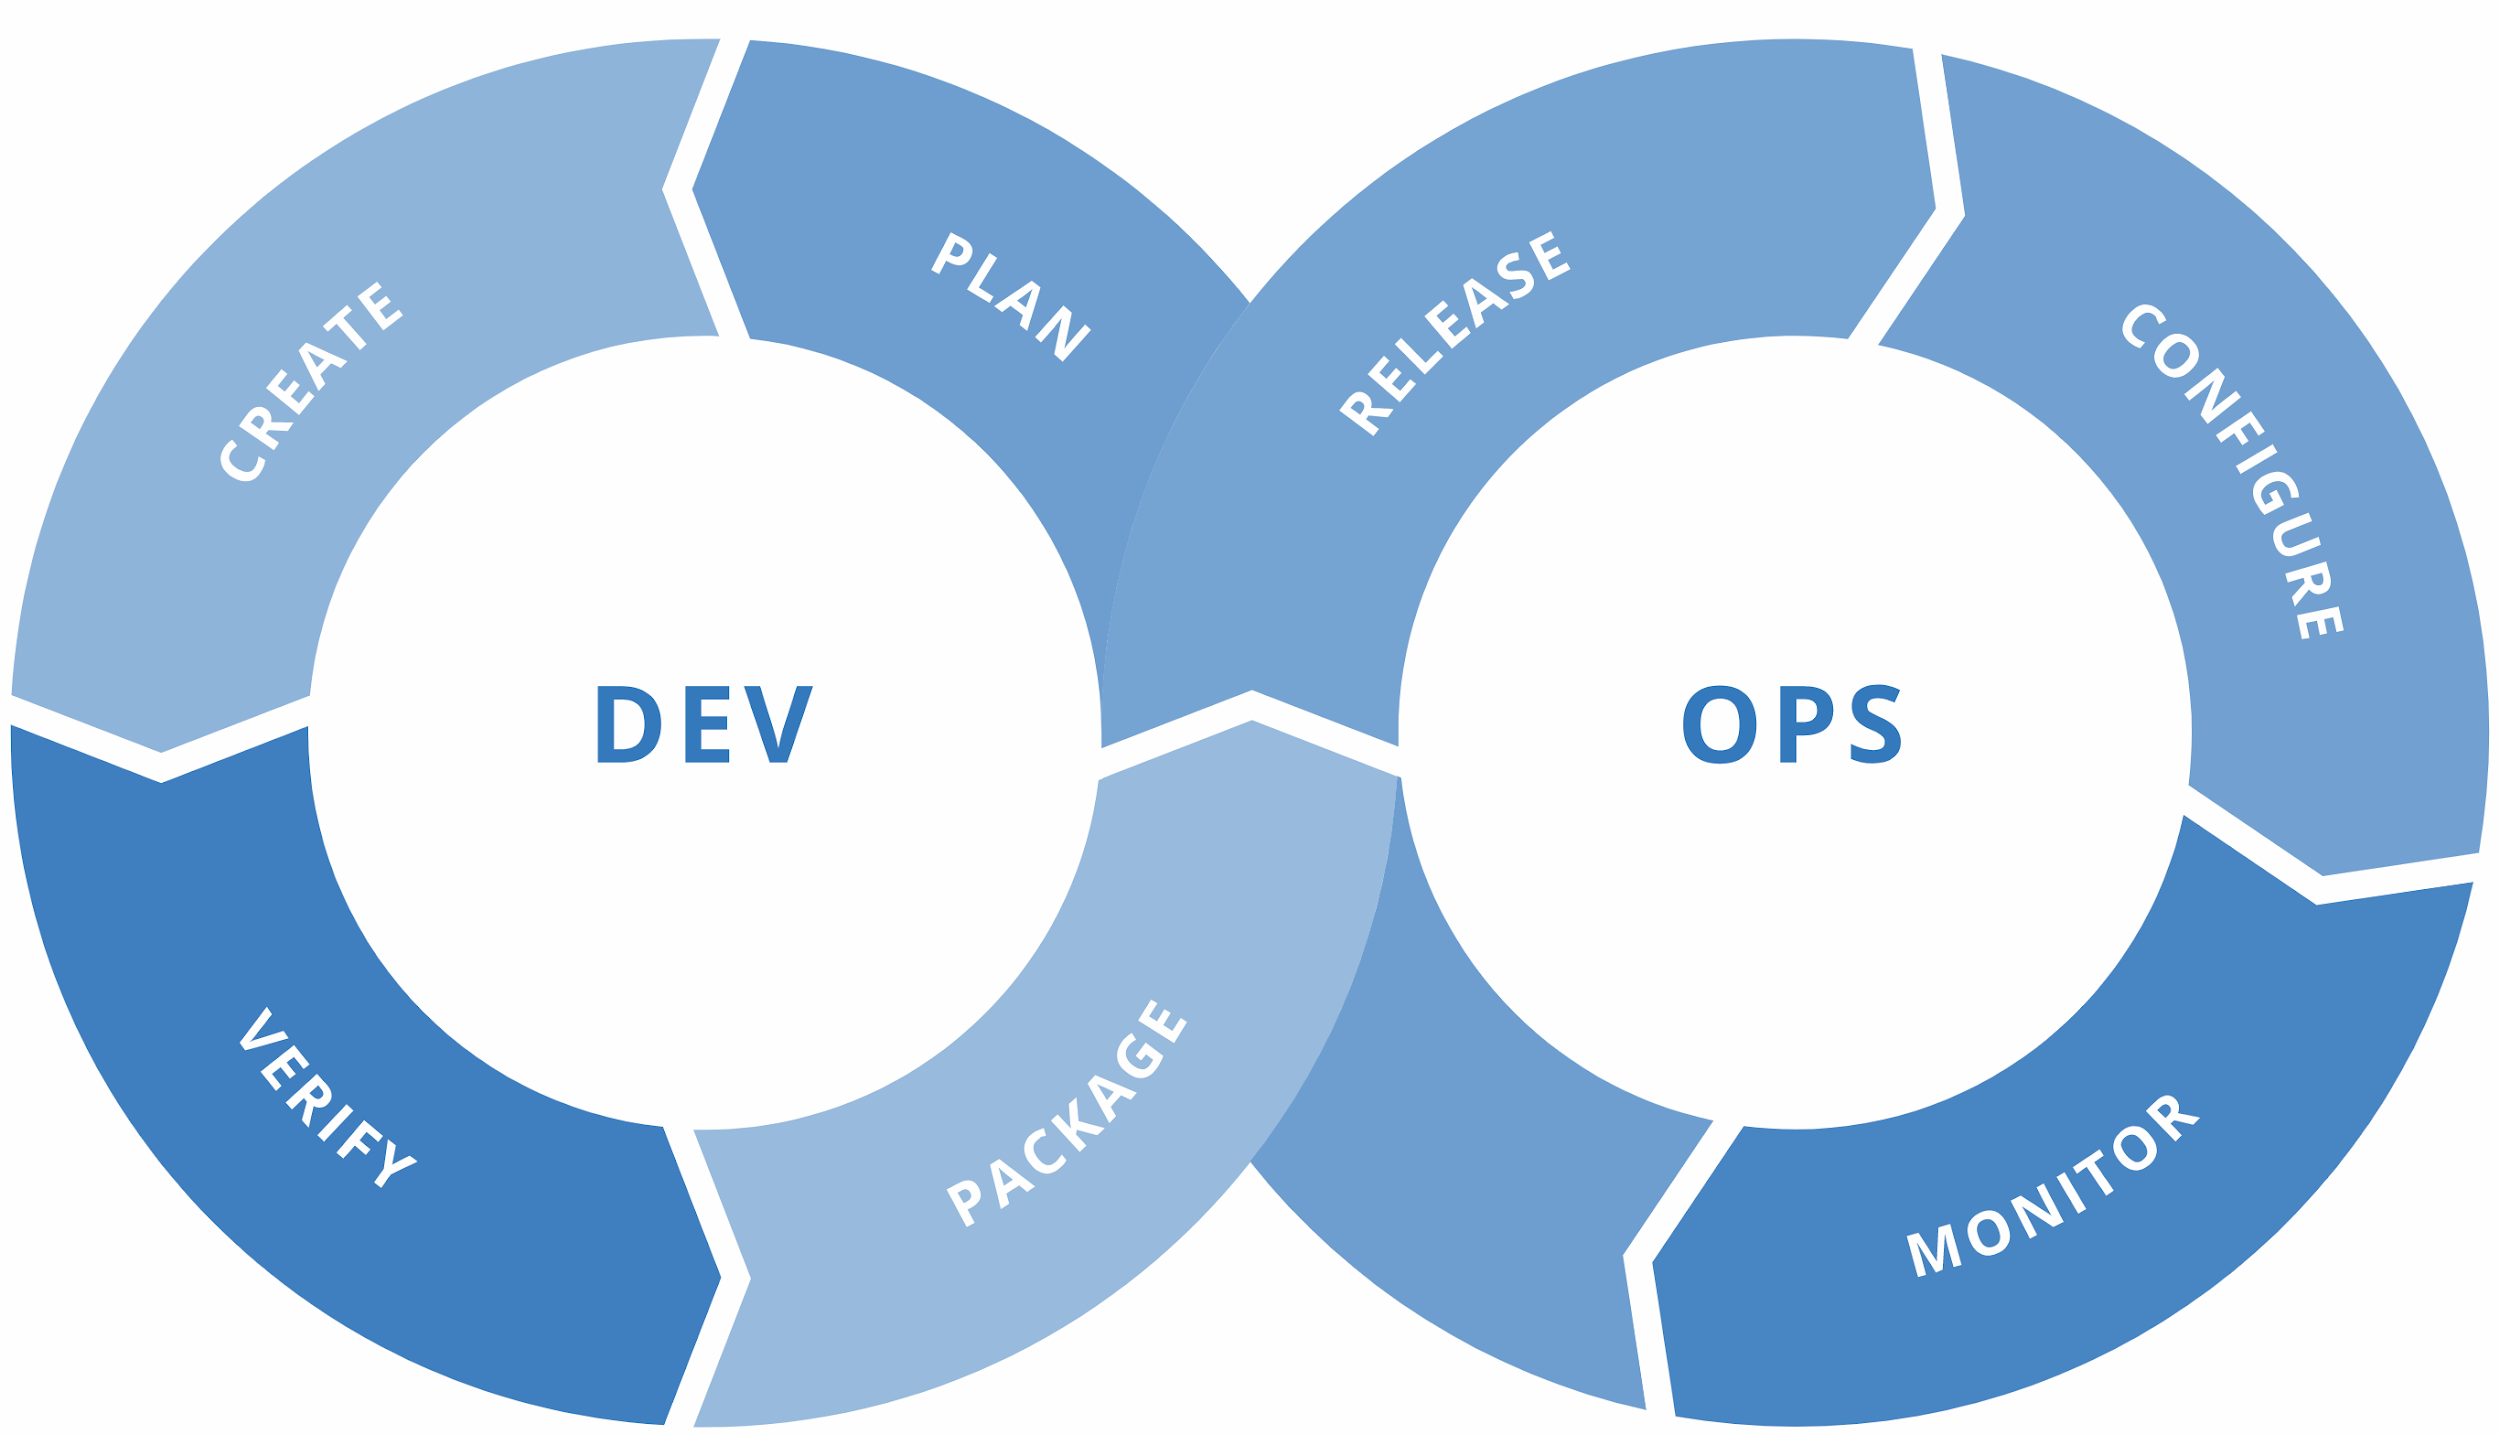 CREATE
PLAN
RELEASE
CONFIGURE
DEV
OPS
VERIFY
PACKAGE
MONITOR